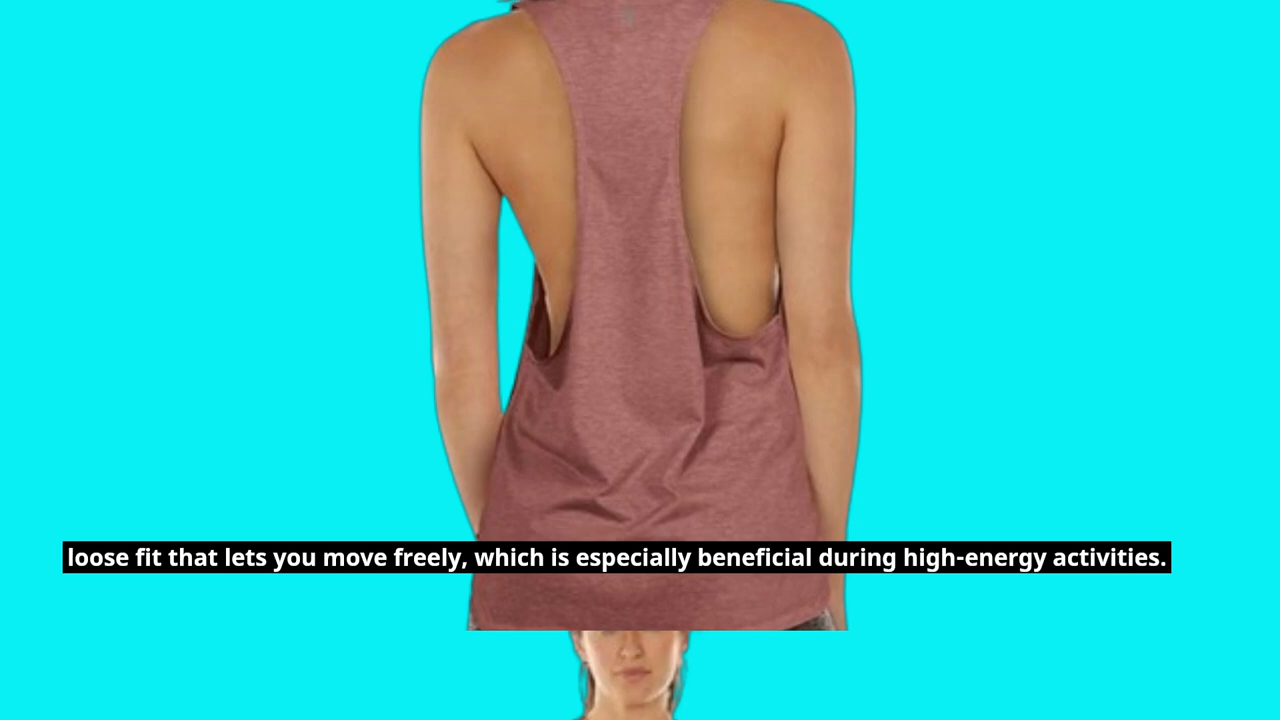 loose fit that lets you move freely, which is especially beneficial during high-energy activities.